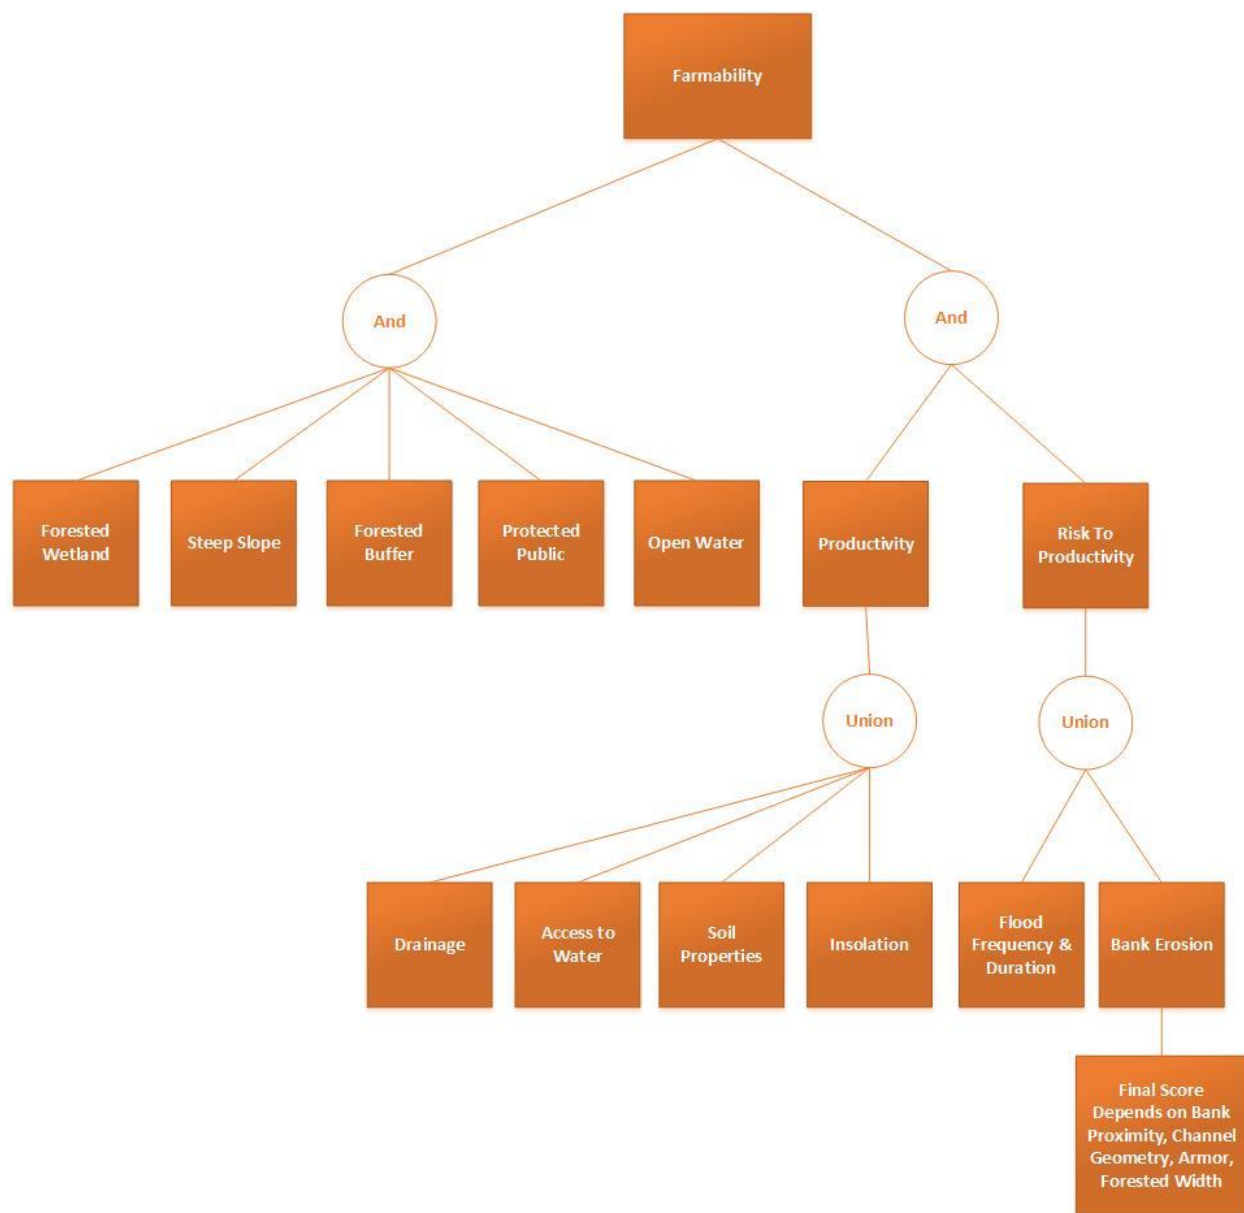 Farmability
And
And
Forested
Wetland
Steep Slope
Forested
Buffer
Protected
Public
Open Water
Productivity
Risk To
Productivity
Union
Union
Drainage
Access to
Water
Soil
Properties
Insolation
Flood
Frequency &
Duration
Bank Erosion
Final Score
Depends on Bank
Proximity, Channel
Geometry, Armor,
Forested Width